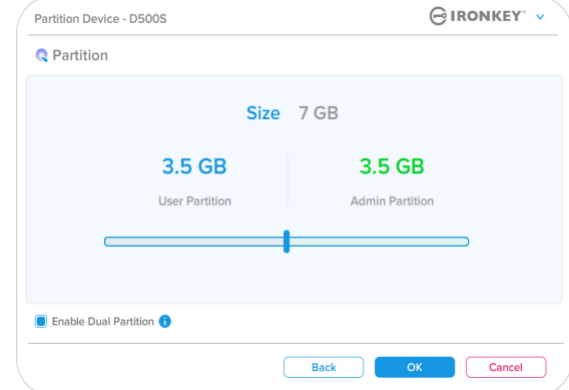 Partition Device - D500S
IRONKEY™
Partition
Size 7 GB
3.5 GB 3.5 GB
User Partition Admin Partition
Enable Dual Partition i
Back OK Cancel